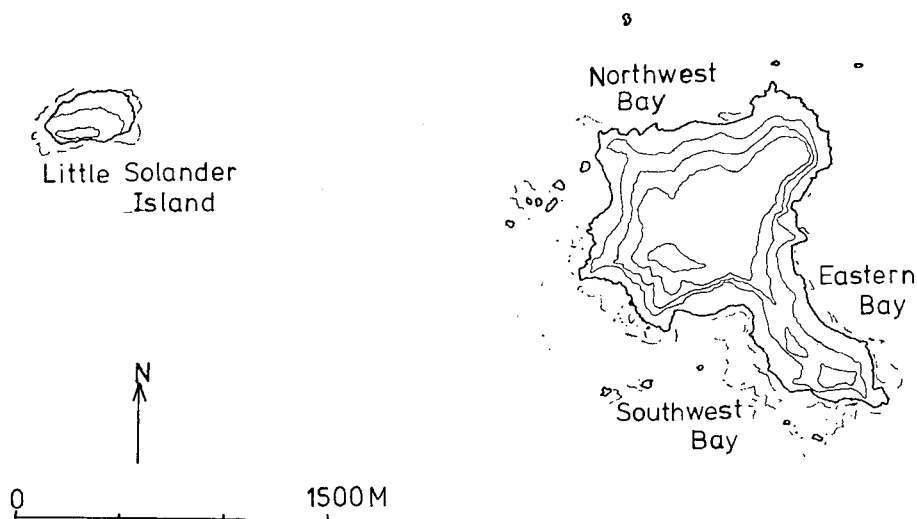 Northwest
Bay
Little Solander
Island
Eastern
Bay
N
Southwest
Bay
0 1500M